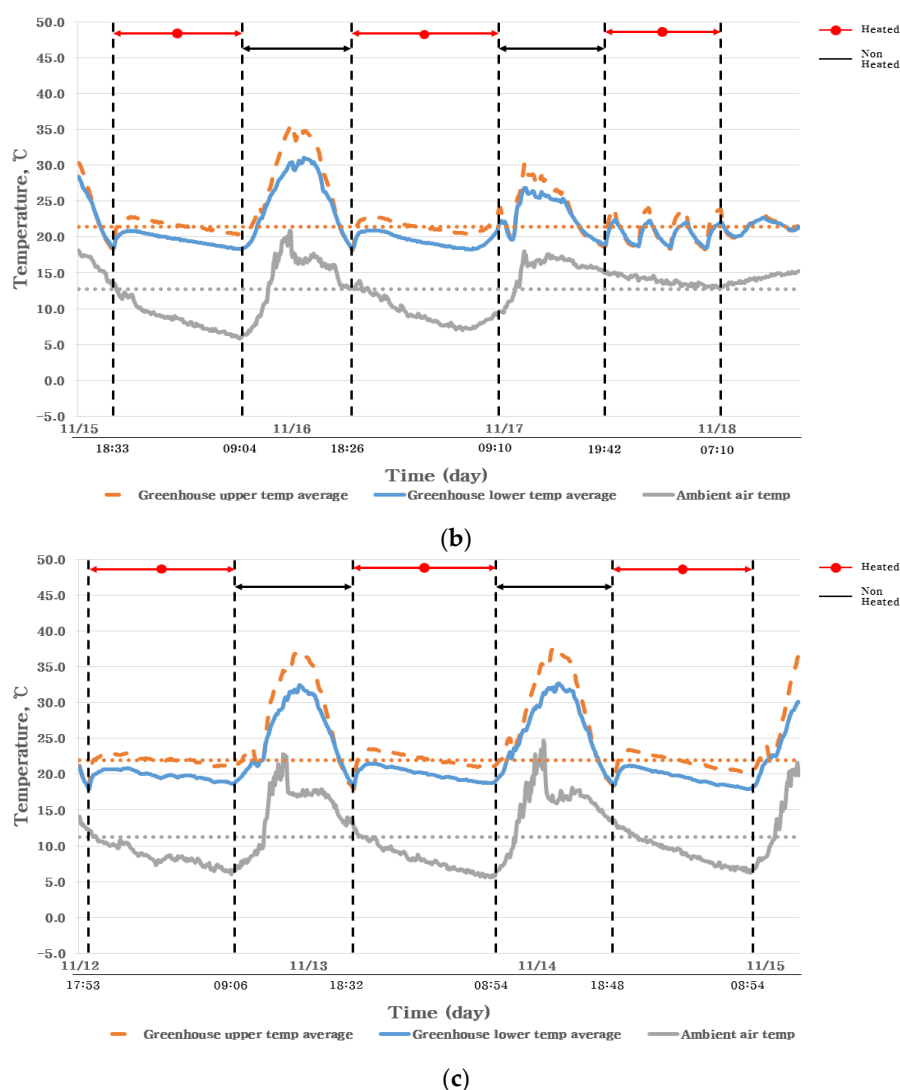 50.0
45.0
40.0
35.0
30.0
25.0
20.0
15.0
10.0
5.0
0.0
−5.0
Temperature, ℃
Heated
Non
Heated
11/15 11/16 11/17 11/18
18:33 09:04 18:26 09:10 19:42 07:10
Time (day)
Greenhouse upper temp average Greenhouse lower temp average Ambient air temp
(b)
50.0
45.0
40.0
35.0
30.0
25.0
20.0
15.0
10.0
5.0
0.0
−5.0
Temperature, ℃
Heated
Non
Heated
11/12 11/13 11/14 11/15
17:53 09:06 18:32 08:54 18:48 08:54
Time (day)
Greenhouse upper temp average Greenhouse lower temp average Ambient air temp
(c)